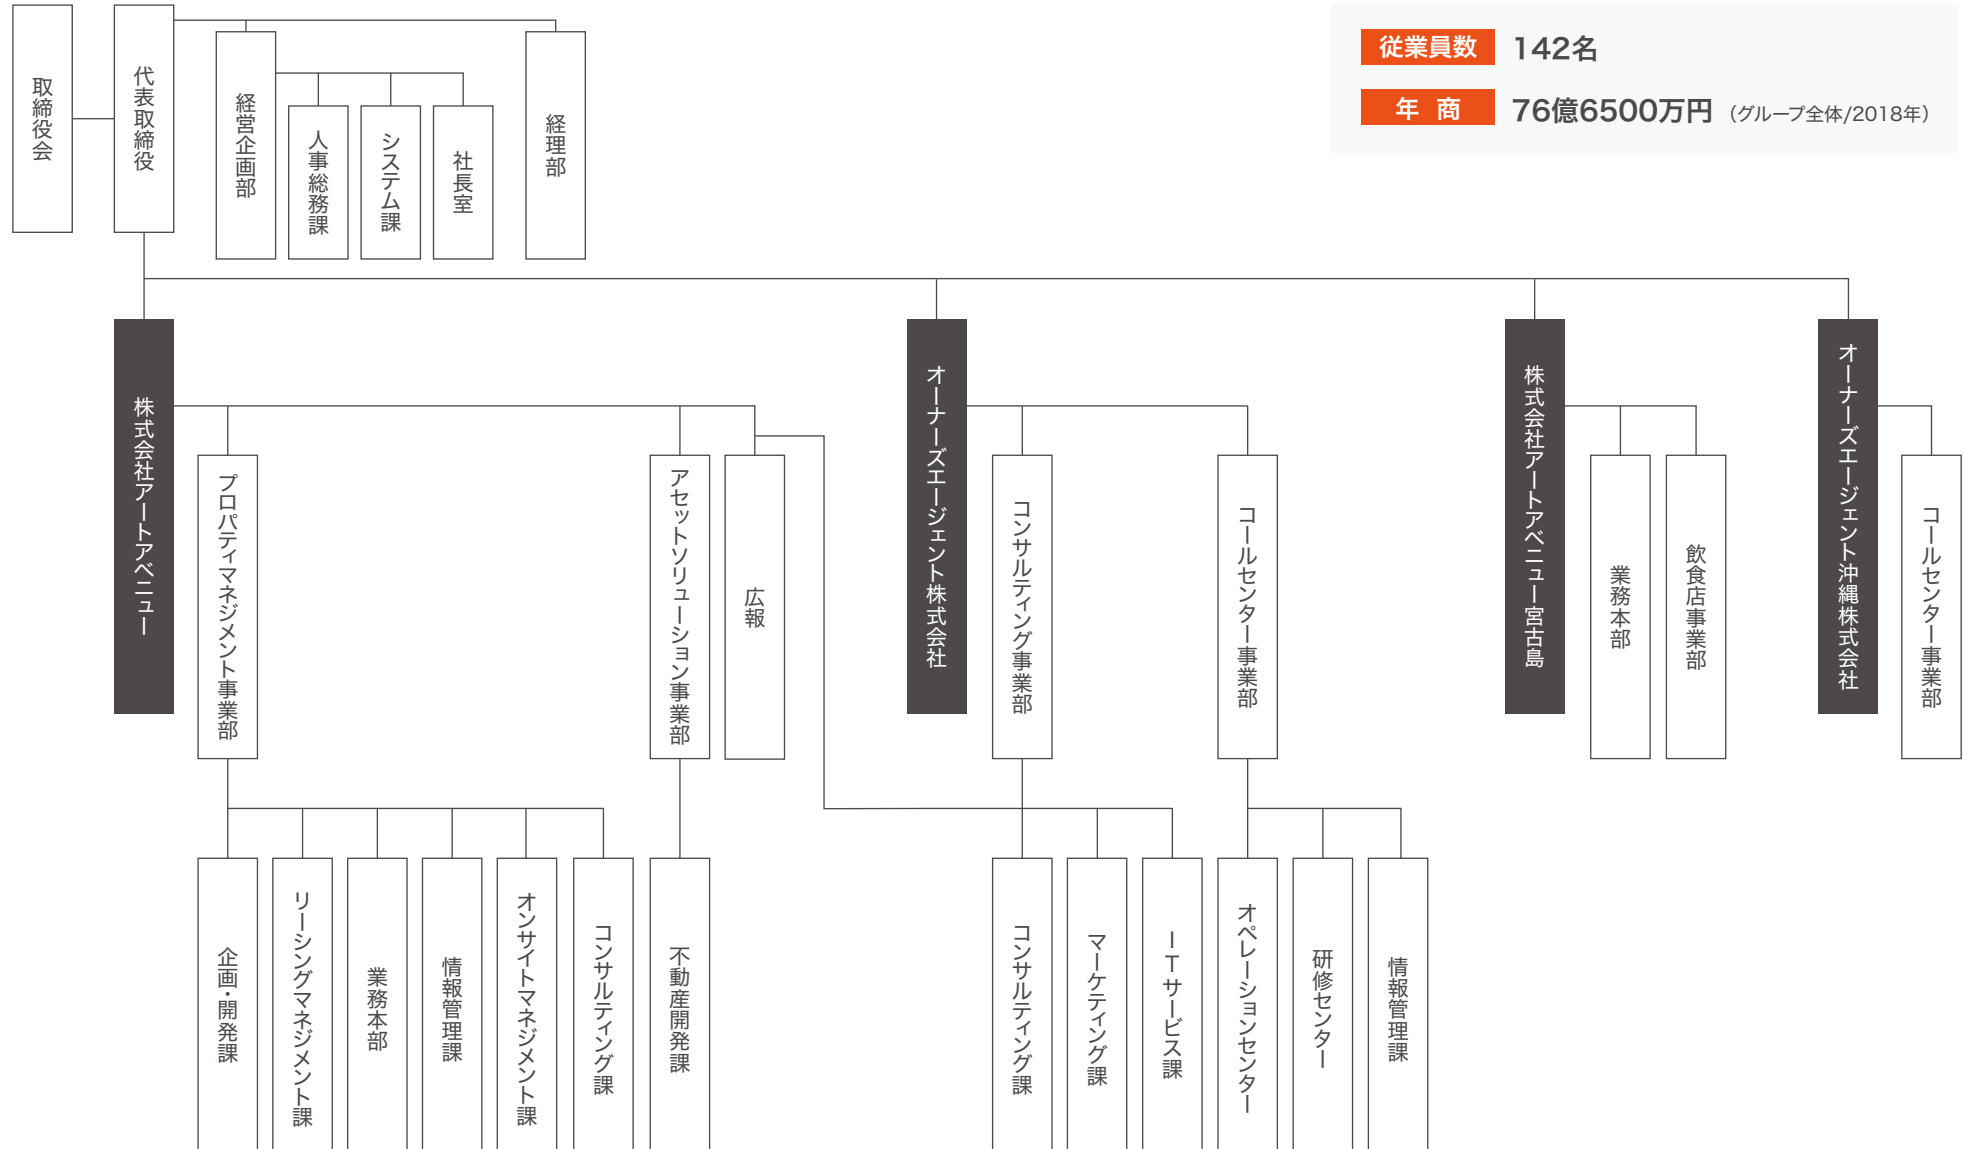 取締役会
代表取締役
経営企画部
人事総務課
システム課
社長室
経理部
従業員数 142名
年商 76億6500万円 （グループ全体/2018年）
株式会社アートアベニュー
プロパティマネジメント事業部
アセットソリューション事業部
広報
オーナーズエージェント株式会社
コンサルティング事業部
コールセンター事業部
株式会社アートアベニュー宮古島
業務本部
飲食店事業部
オーナーズエージェント沖縄株式会社
コールセンター事業部
企画・開発課
リーシングマネジメント課
業務本部
情報管理課
オンサイトマネジメント課
コンサルティング課
不動産開発課
コンサルティング課
マーケティング課
ITサービス課
オペレーションセンター
研修センター
情報管理課